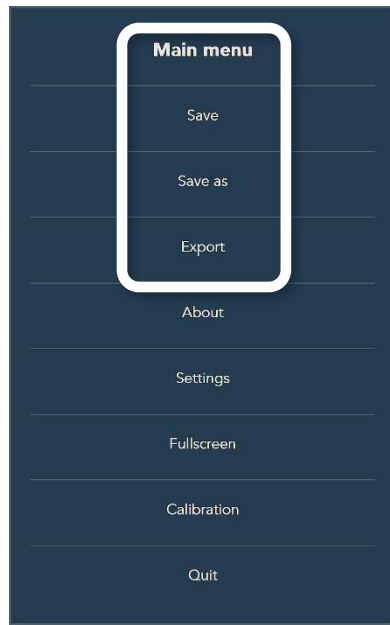 Main menu
Save
Save as
Export
About
Settings
Fullscreen
Calibration
Quit